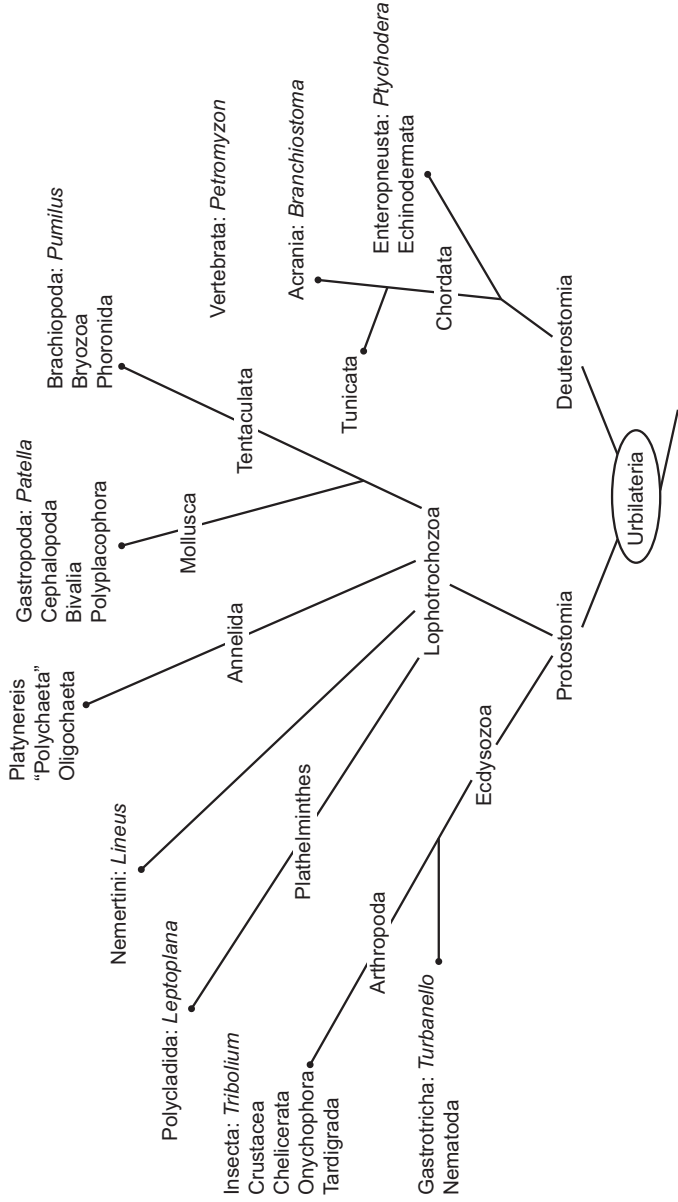 Insecta: Tribolium
Crustacea
Chelicerata
Onychophora
Tardigrada
Gastrotricha: Turbanello
Nematoda
Arthropoda
Polycladida: Leptoplana
Plathelminthes
Nemertini: Lineus
Ecdysozoa
Platynereis
“Polychaeta”
Oligochaeta
Annelida
Lophotrochozoa
Protostomia
Gastropoda: Patella
Cephalopoda
Bivalia
Polyplacophora
Mollusca
Urbilateria
Brachiopoda: Pumilus
Bryozoa
Phoronida
Tentaculata
Tunicata
Deuterostomia
Vertebrata: Petromyzon
Acrania: Branchiostoma
Chordata
Enteropneusta: Ptychodera
Echinodermata